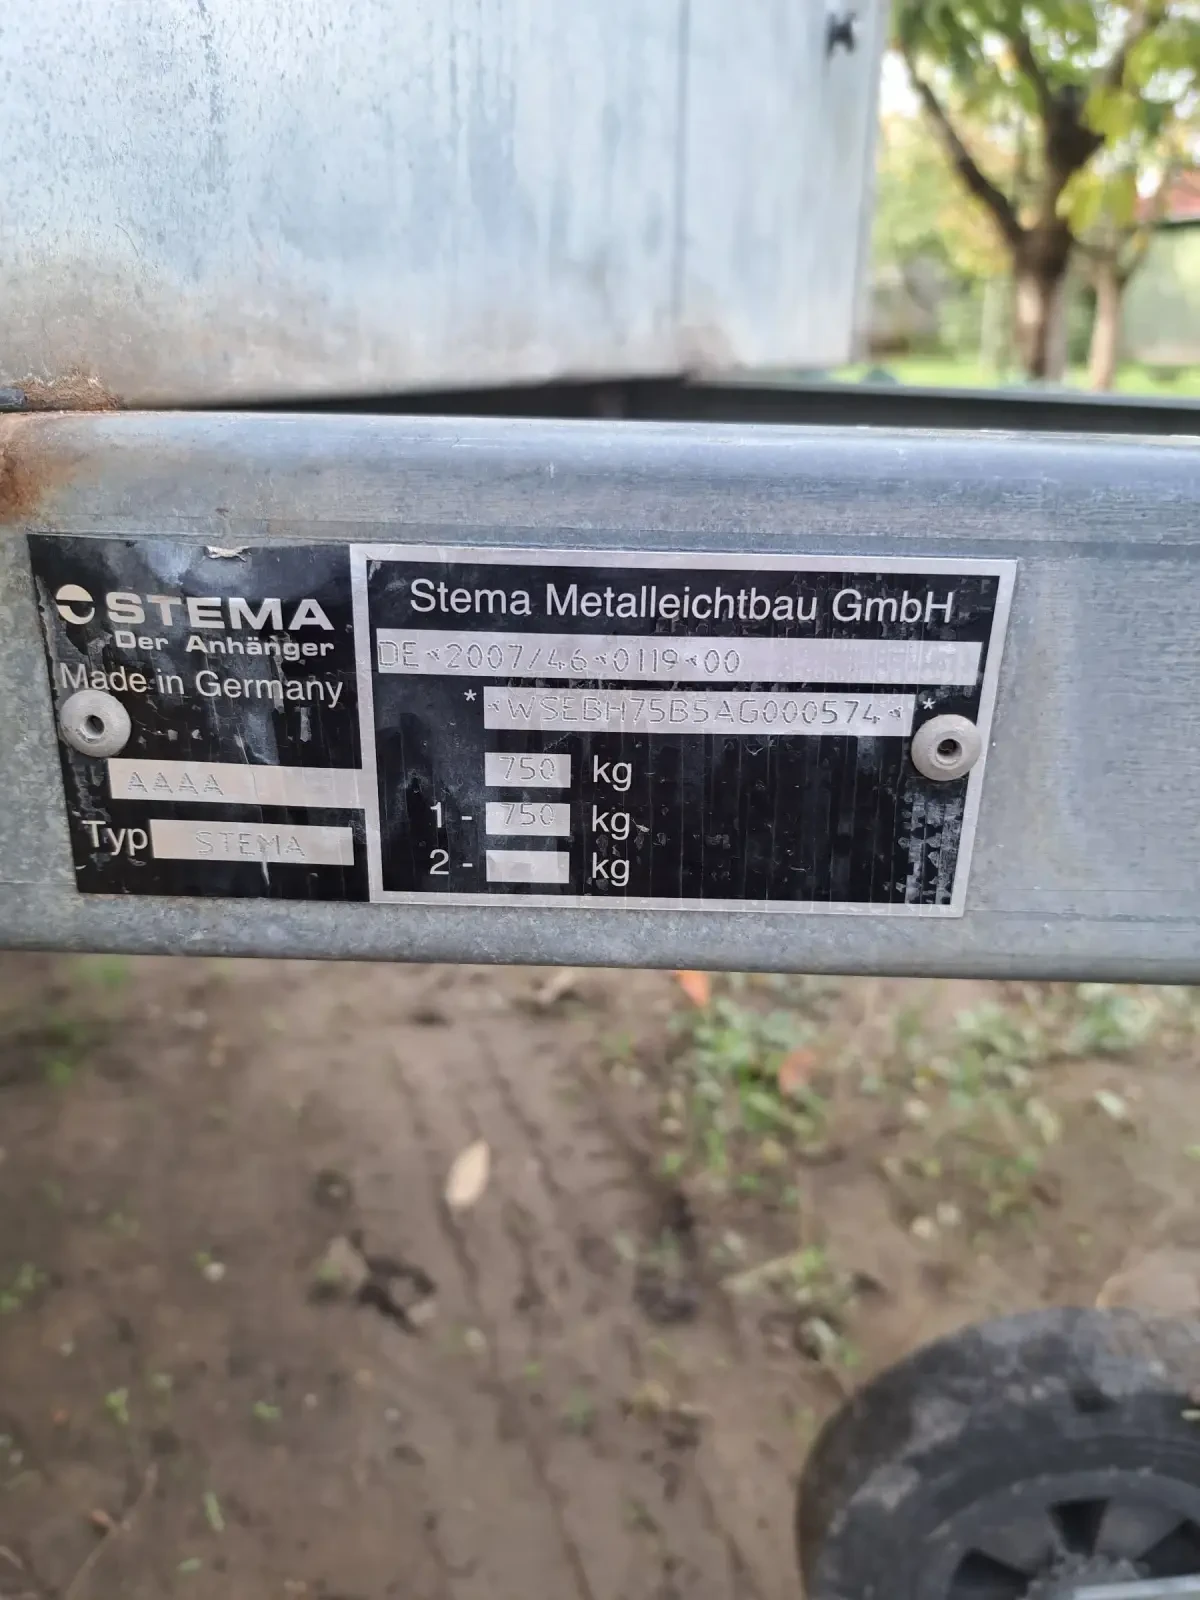 STEMA
Der Anhänger
Made in Germany
AAAA
Typ STEMA
Stema Metalleichtbau GmbH
DE*2007/46*0119*00
* *WSEBH75B5AG000574* *
750 kg
1- 750 kg
2- kg